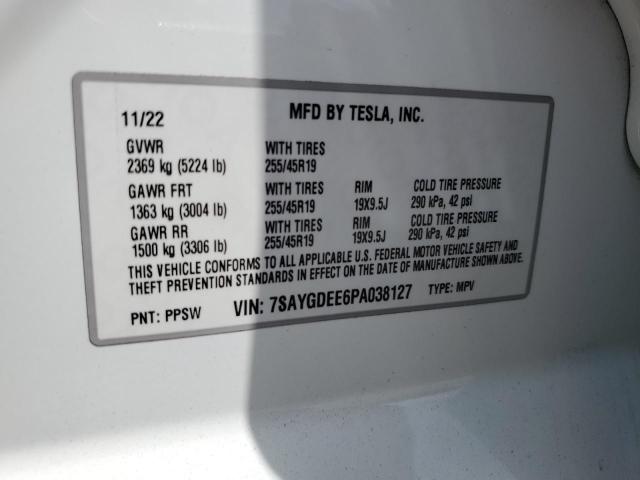 11/22 MFD BY TESLA, INC.
GVWR WITH TIRES
2369 kg (5224 lb) 255/45R19
GAWR FRT WITH TIRES RIM COLD TIRE PRESSURE
1363 kg (3004 lb) 255/45R19 19X9.5J 290 kPa, 42 psi
GAWR RR WITH TIRES RIM COLD TIRE PRESSURE
1500 kg (3306 lb) 255/45R19 19X9.5J 290 kPa, 42 psi
THIS VEHICLE CONFORMS TO ALL APPLICABLE U.S. FEDERAL MOTOR VEHICLE SAFETY AND
THEFT PREVENTION STANDARDS IN EFFECT ON THE DATE OF MANUFACTURE SHOWN ABOVE.
PNT: PPSW VIN: 7SAYGDEE6PA038127 TYPE: MPV